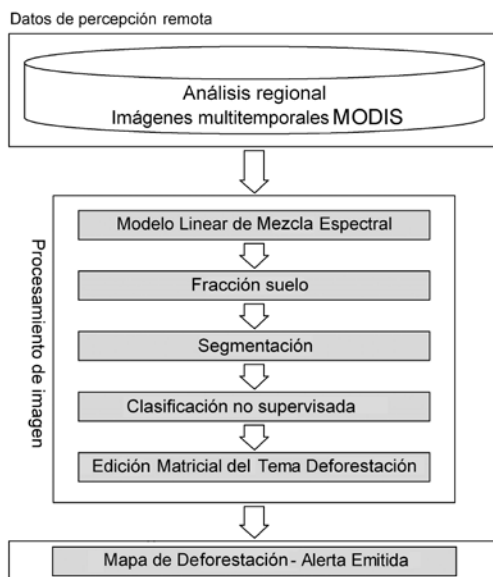 Datos de percepción remota
Análisis regional
Imágenes multitemporales MODIS
Procesamiento de imagen
Modelo Linear de Mezcla Espectral
Fracción suelo
Segmentación
Clasificación no supervisada
Edición Matricial del Tema Deforestación
Mapa de Deforestación - Alerta Emitida